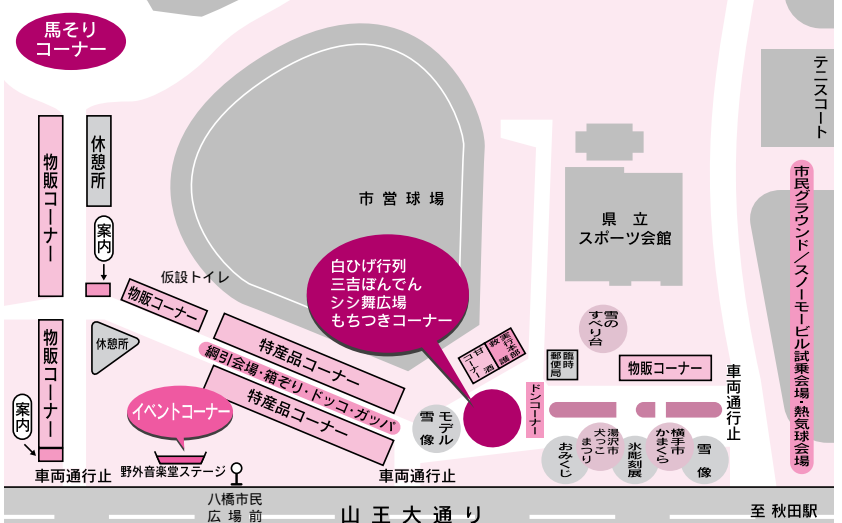 馬そり
コーナー
テニスコート
物販コーナー
休憩所
市営球場
県立
スポーツ会館
市民グラウンド/スノーモービル試乗会場・熱気球会場
案内
仮設トイレ
白ひげ行列
三吉ぼんでん
シシ舞広場
もちつきコーナー
物販コーナー
特産品コーナー
綱引会場・箱ぞり・ドッコ・ガッパ
特産品コーナー
実行本部
救護
甘酒
コーナー
臨時
郵便局
雪の
すべり台
物販コーナー
車両通行止
物販コーナー
休憩所
案内
イベントコーナー
野外音楽堂ステージ
モデル
雪像
ドンコーナー
おみくじ
湯沢市
犬っこ
まつり
氷彫刻展
横手市
かまくら
雪像
車両通行止
車両通行止
八橋市民
広場前
山王大通り
至 秋田駅